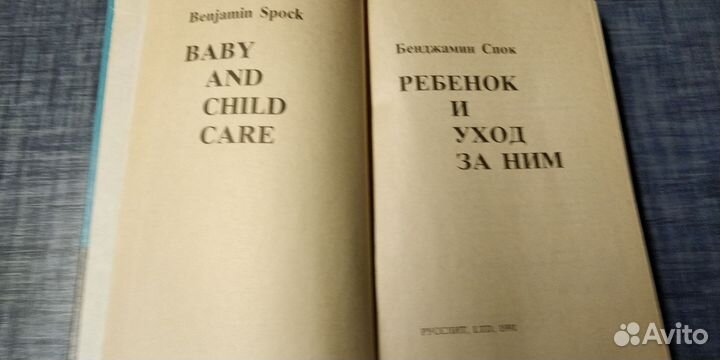 Benjamin Spock
BABY
AND
CHILD
CARE
Бенджамин Спок
РЕБЕНОК
И
УХОД
ЗА НИМ
Avito